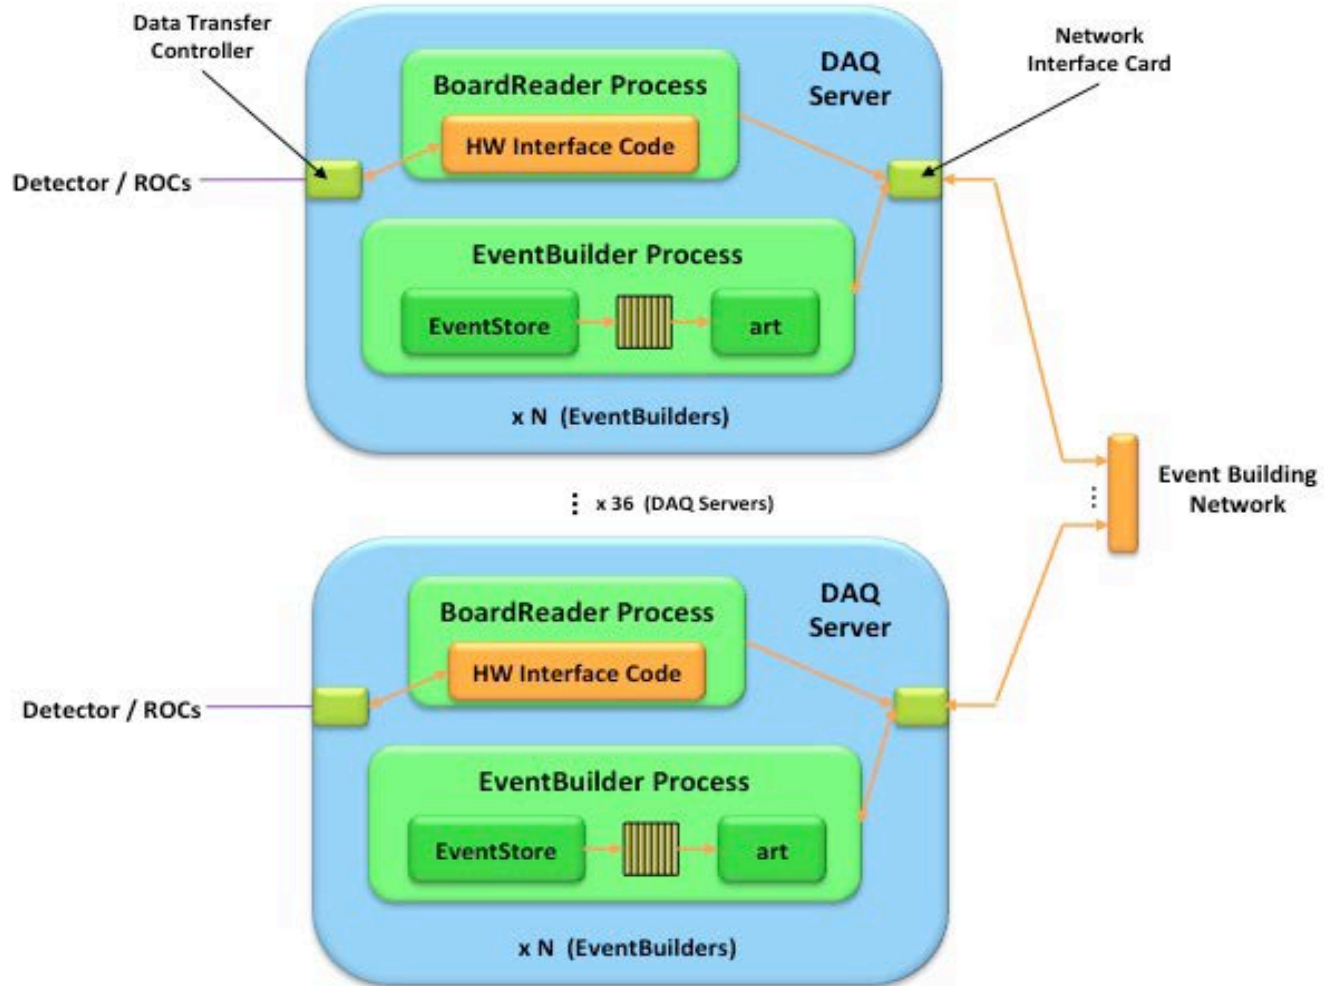 Data Transfer
Controller
Network
Interface Card
DAQ
Server
BoardReader Process
HW Interface Code
Detector / ROCs
EventBuilder Process
EventStore
art
x N (EventBuilders)
Event Building
Network
x 36 (DAQ Servers)
DAQ
Server
BoardReader Process
HW Interface Code
Detector / ROCs
EventBuilder Process
EventStore
art
x N (EventBuilders)